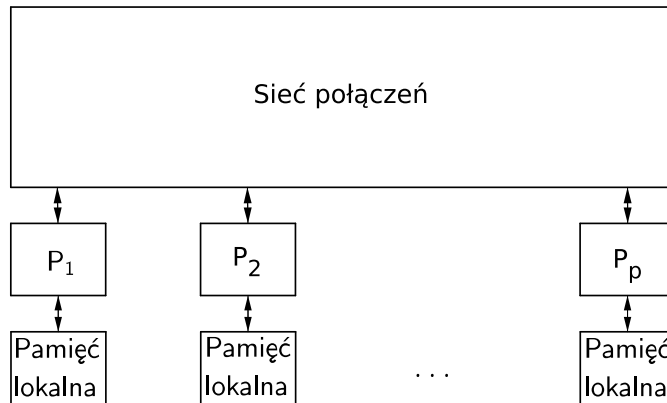 Sieć połączeń
P1
P2
Pp
Pamięć
lokalna
Pamięć
lokalna
. . .
Pamięć
lokalna